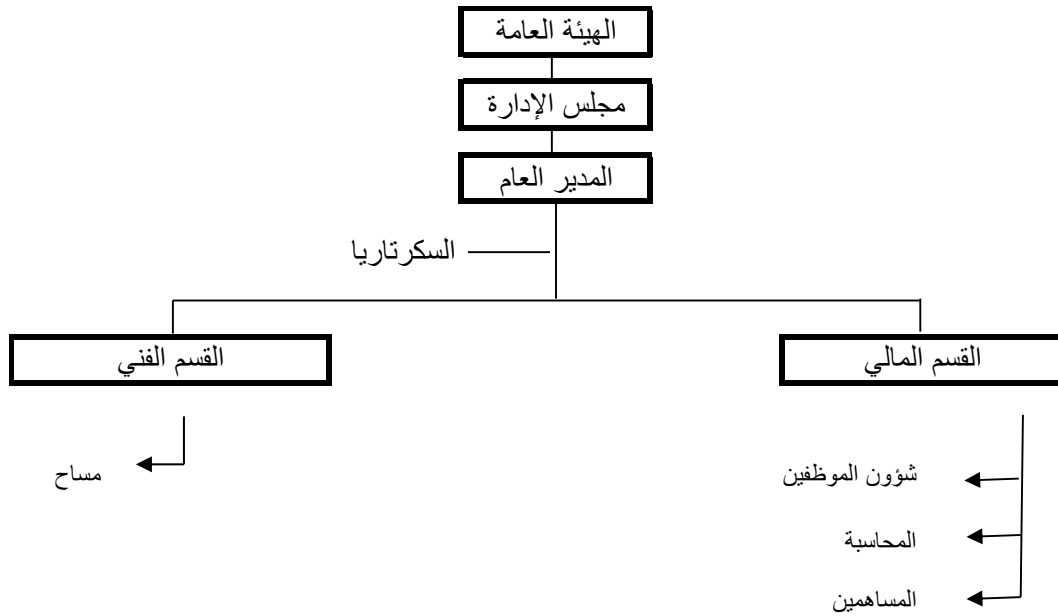 الهيئة العامة
مجلس الإدارة
المدير العام
السكرتاريا
القسم المالي
القسم الفني
شؤون الموظفين
المحاسبة
المساهمين
مساح